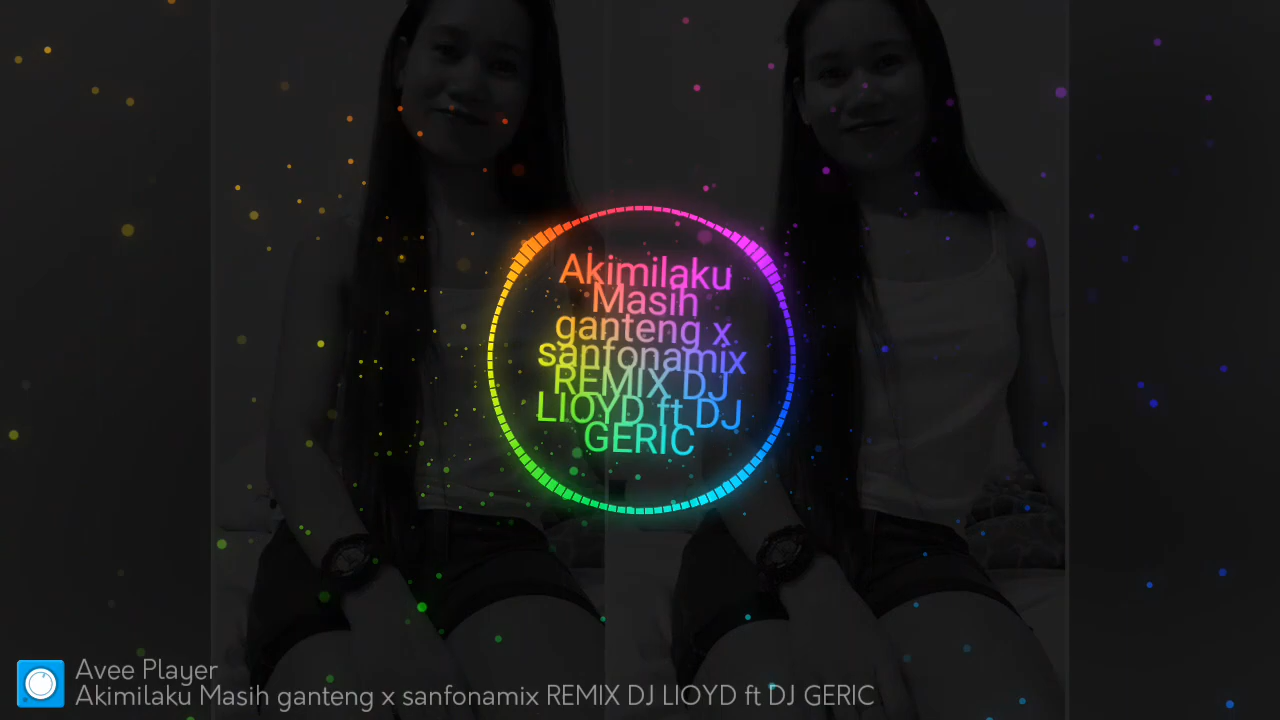 Akimilaku
Masih
ganteng x
sanfonamix
REMIX DJ
LIOYD ft DJ
GERIC
Avee Player
Akimilaku Masih ganteng x sanfonamix REMIX DJ LIOYD ft DJ GERIC